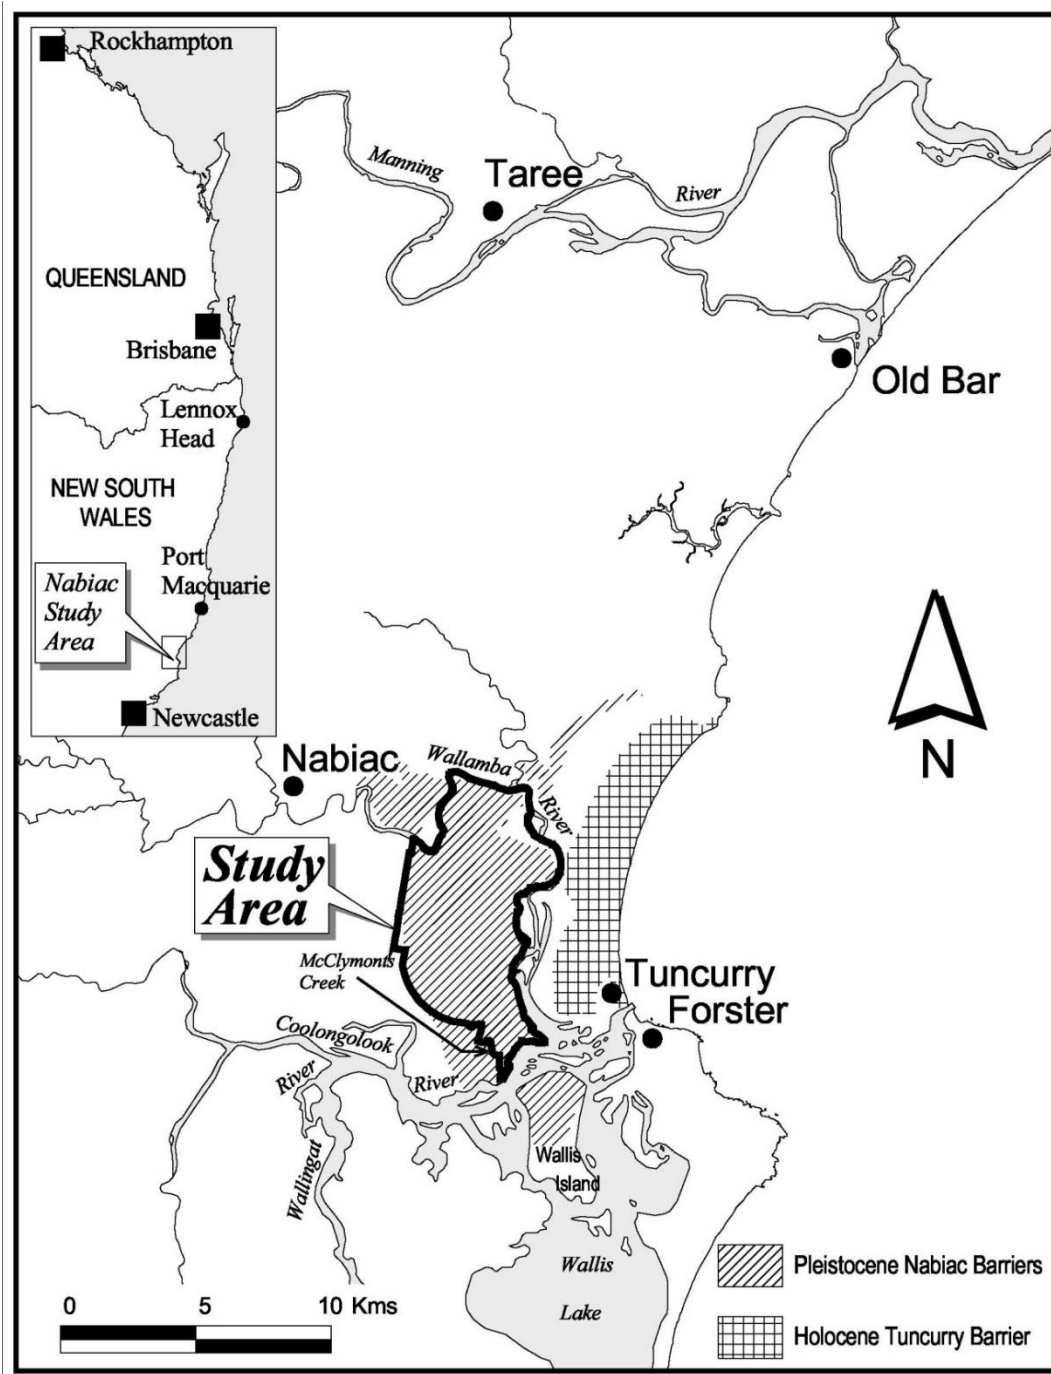 Rockhampton
QUEENSLAND
Brisbane
Lennox
Head
NEW SOUTH
WALES
Port
Macquarie
Nabiac
Study
Area
Newcastle
Manning
Taree
River
Old Bar
N
Nabiac
Wallamba
River
Study
Area
McClymonts
Creek
Tuncurry
Forster
Coolongolook
River
River
Wallingat
Wallis
Island
Wallis
Lake
0 5 10 Kms
Pleistocene Nabiac Barriers
Holocene Tuncurry Barrier